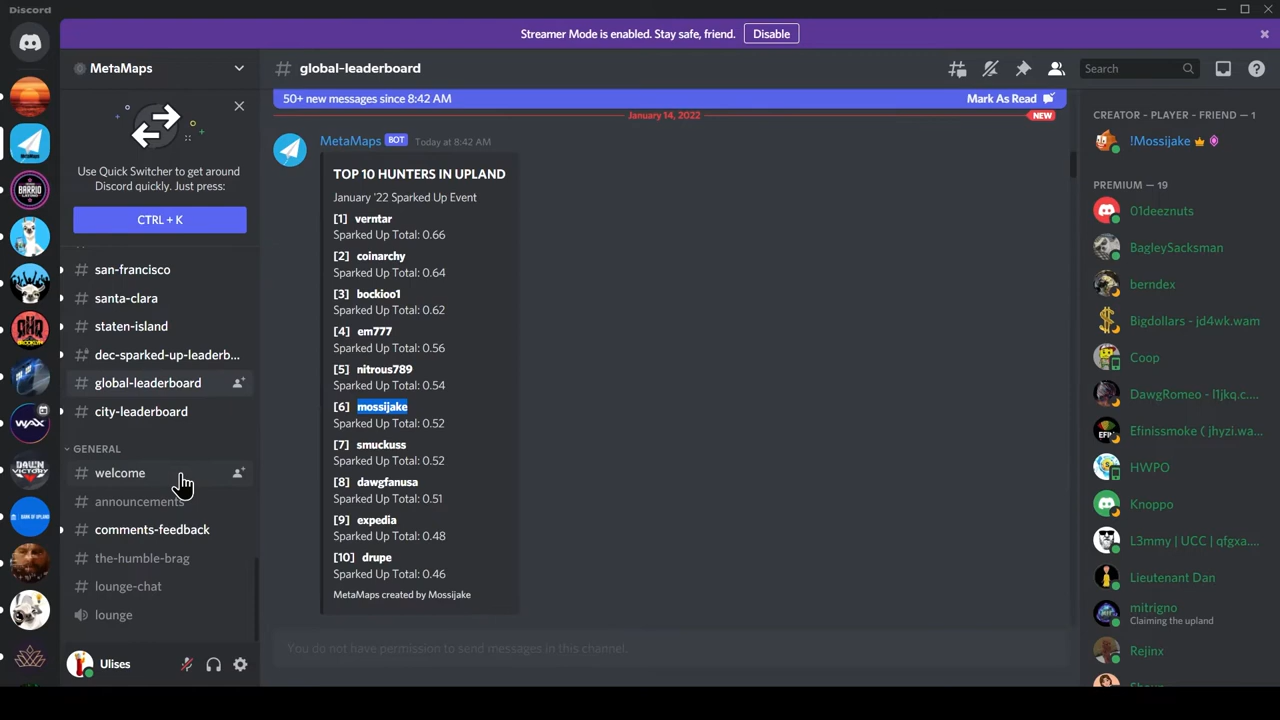 Discord
Streamer Mode is enabled. Stay safe, friend.
Disable
MetaMaps
Use Quick Switcher to get around
Discord quickly. Just press:
CTRL + K
san-francisco
santa-clara
staten-island
dec-sparked-up-leaderb...
global-leaderboard
city-leaderboard
GENERAL
welcome
announcements
comments-feedback
the-humble-brag
lounge-chat
lounge
Ulises
global-leaderboard
Search
50+ new messages since 8:42 AM
Mark As Read
January 14, 2022
NEW
MetaMaps BOT Today at 8:42 AM
TOP 10 HUNTERS IN UPLAND
January '22 Sparked Up Event
[1] verntar
Sparked Up Total: 0.66
[2] coinarchy
Sparked Up Total: 0.64
[3] bockioo1
Sparked Up Total: 0.62
[4] em777
Sparked Up Total: 0.56
[5] nitrous789
Sparked Up Total: 0.54
[6] mossijake
Sparked Up Total: 0.52
[7] smuckuss
Sparked Up Total: 0.52
[8] dawgfanusa
Sparked Up Total: 0.51
[9] expedia
Sparked Up Total: 0.48
[10] drupe
Sparked Up Total: 0.46
MetaMaps created by Mossijake
You do not have permission to send messages in this channel.
CREATOR - PLAYER - FRIEND — 1
!Mossijake
PREMIUM — 19
01deeznuts
BagleySacksman
berndex
Bigdollars - jd4wk.wam
Coop
DawgRomeo - l1jkq.c...
Efinissmoke ( jhyzi.wa...
HWPO
Knoppo
L3mmy | UCC | qfgxa....
Lieutenant Dan
mitrigno
Claiming the upland
Rejinx